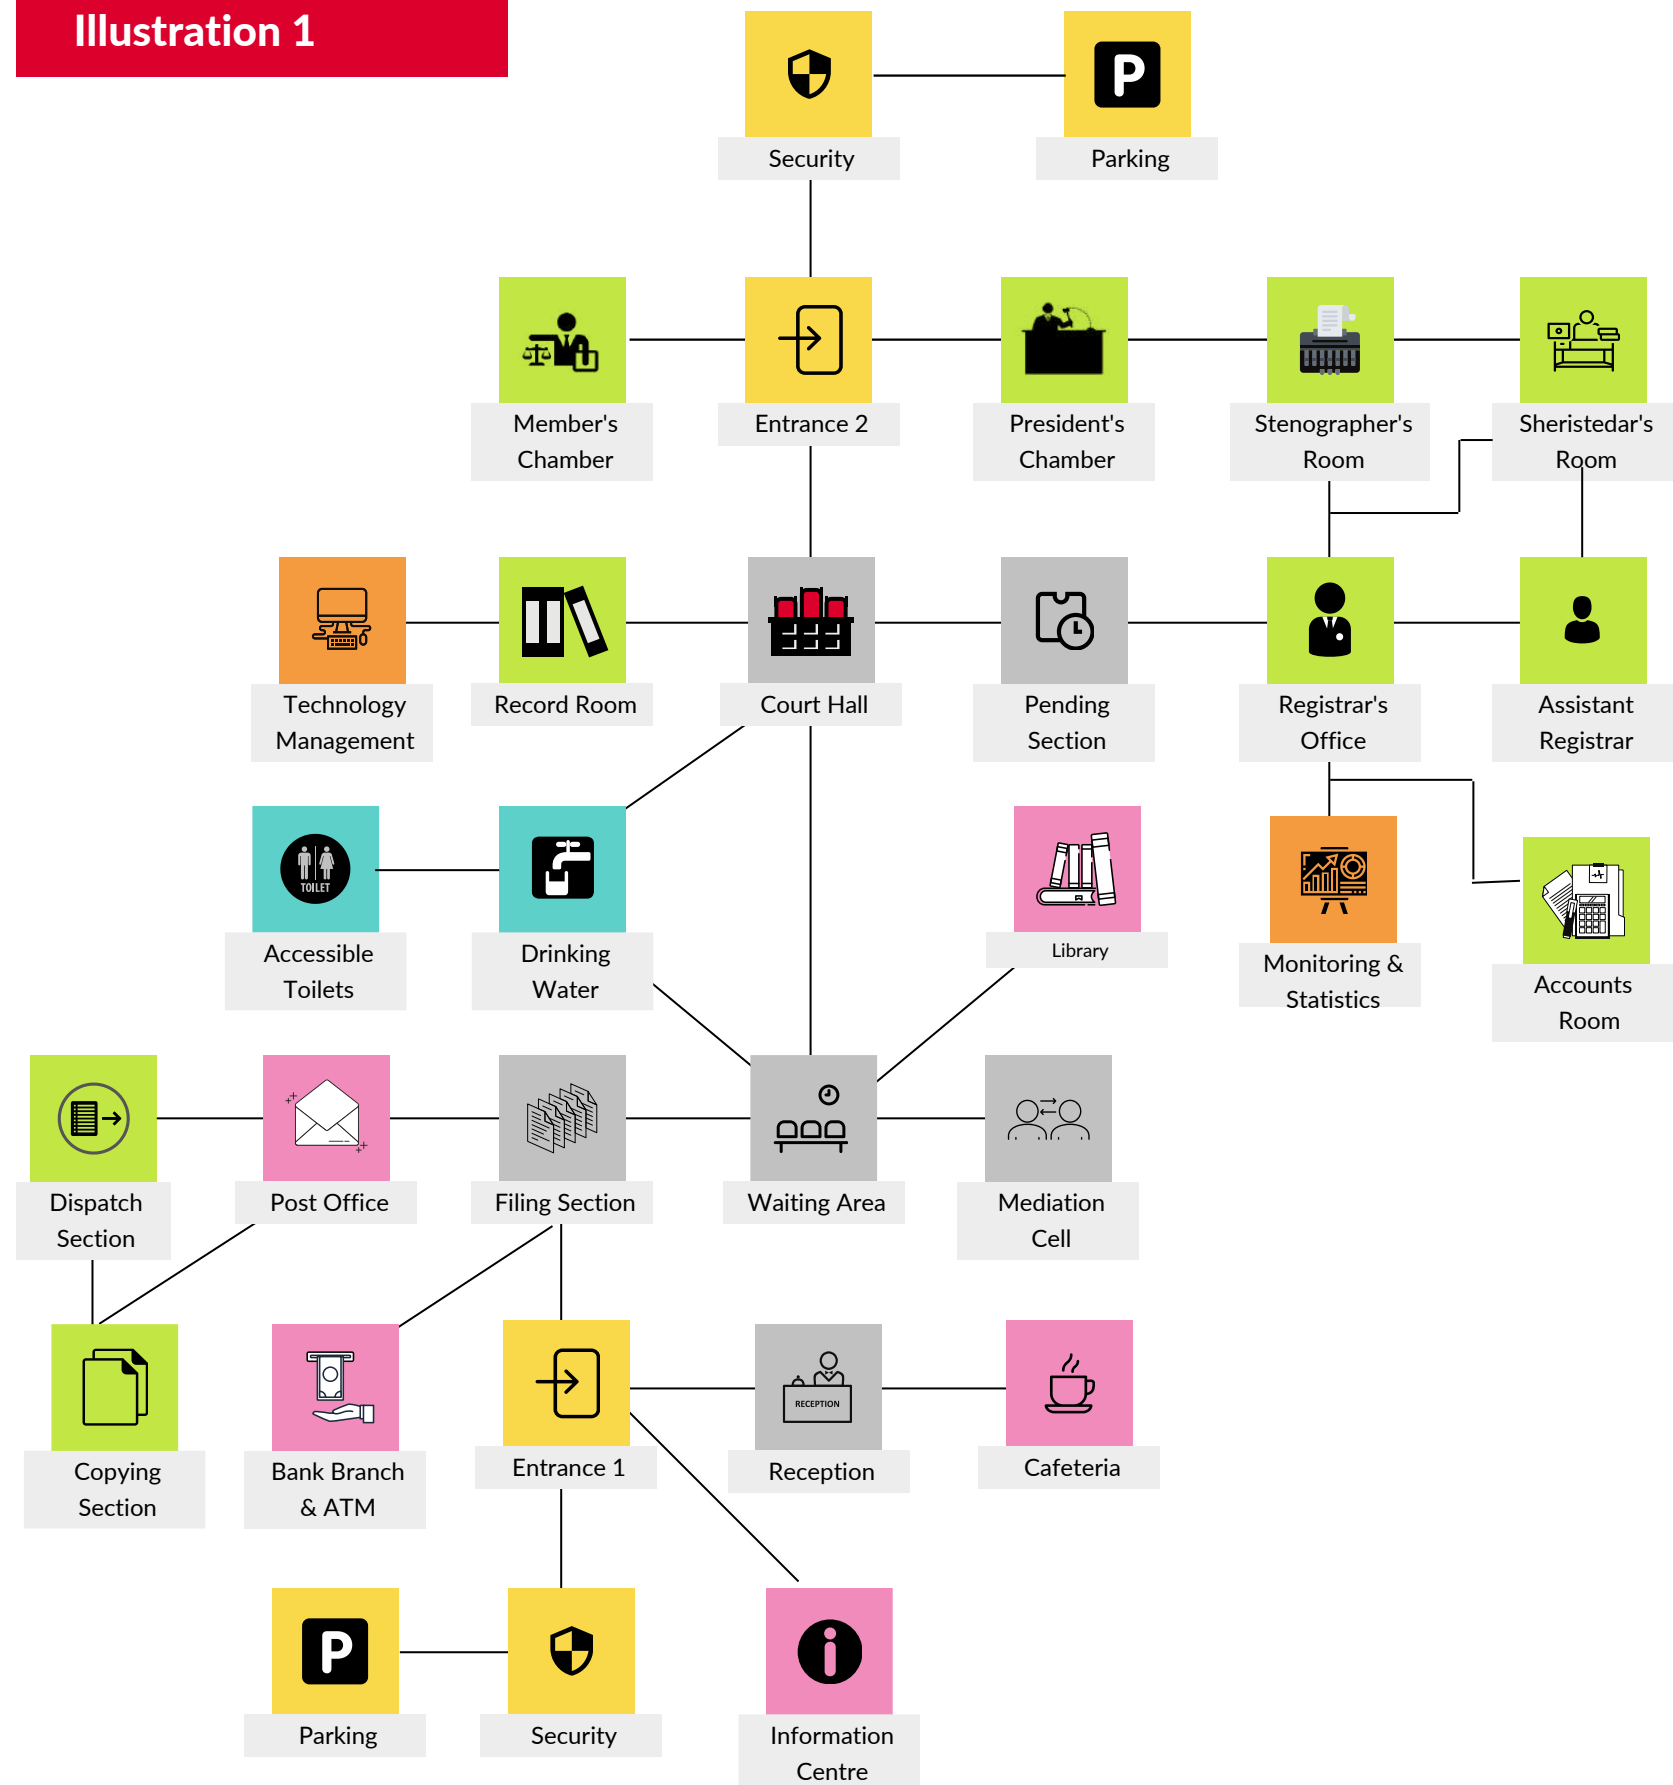 Illustration 1
P
Security
Parking
Member's
Chamber
Entrance 2
President's
Chamber
Stenographer's
Room
Sheristedar's
Room
Technology
Management
Record Room
Court Hall
Pending
Section
Registrar's
Office
Assistant
Registrar
TOILET
Accessible
Toilets
Drinking
Water
Library
Monitoring &
Statistics
Accounts
Room
Dispatch
Section
Post Office
Filing Section
Waiting Area
Mediation
Cell
Copying
Section
Bank Branch
& ATM
Entrance 1
RECEPTION
Reception
Cafeteria
P
Parking
Security
i
Information
Centre